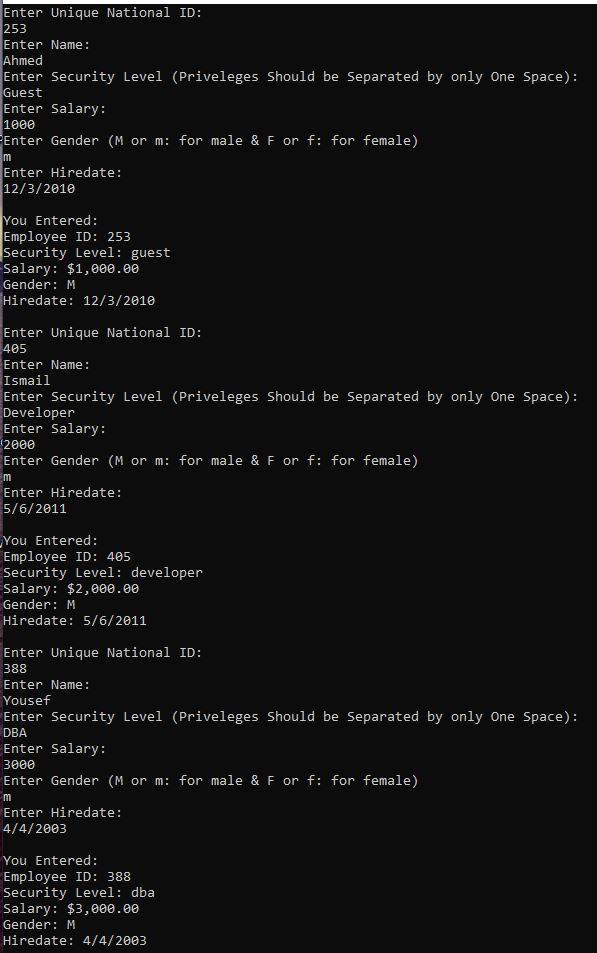 Enter Unique National ID:
253
Enter Name:
Ahmed
Enter Security Level (Priveleges Should be Separated by only One Space):
Guest
Enter Salary:
1000
Enter Gender (M or m: for male & F or f: for female)
m
Enter Hiredate:
12/3/2010
You Entered:
Employee ID: 253
Security Level: guest
Salary: $1,000.00
Gender: M
Hiredate: 12/3/2010
Enter Unique National ID:
405
Enter Name:
Ismail
Enter Security Level (Priveleges Should be Separated by only One Space):
Developer
Enter Salary:
2000
Enter Gender (M or m: for male & F or f: for female)
m
Enter Hiredate:
5/6/2011
You Entered:
Employee ID: 405
Security Level: developer
Salary: $2,000.00
Gender: M
Hiredate: 5/6/2011
Enter Unique National ID:
388
Enter Name:
Yousef
Enter Security Level (Priveleges Should be Separated by only One Space):
DBA
Enter Salary:
3000
Enter Gender (M or m: for male & F or f: for female)
m
Enter Hiredate:
4/4/2003
You Entered:
Employee ID: 388
Security Level: dba
Salary: $3,000.00
Gender: M
Hiredate: 4/4/2003